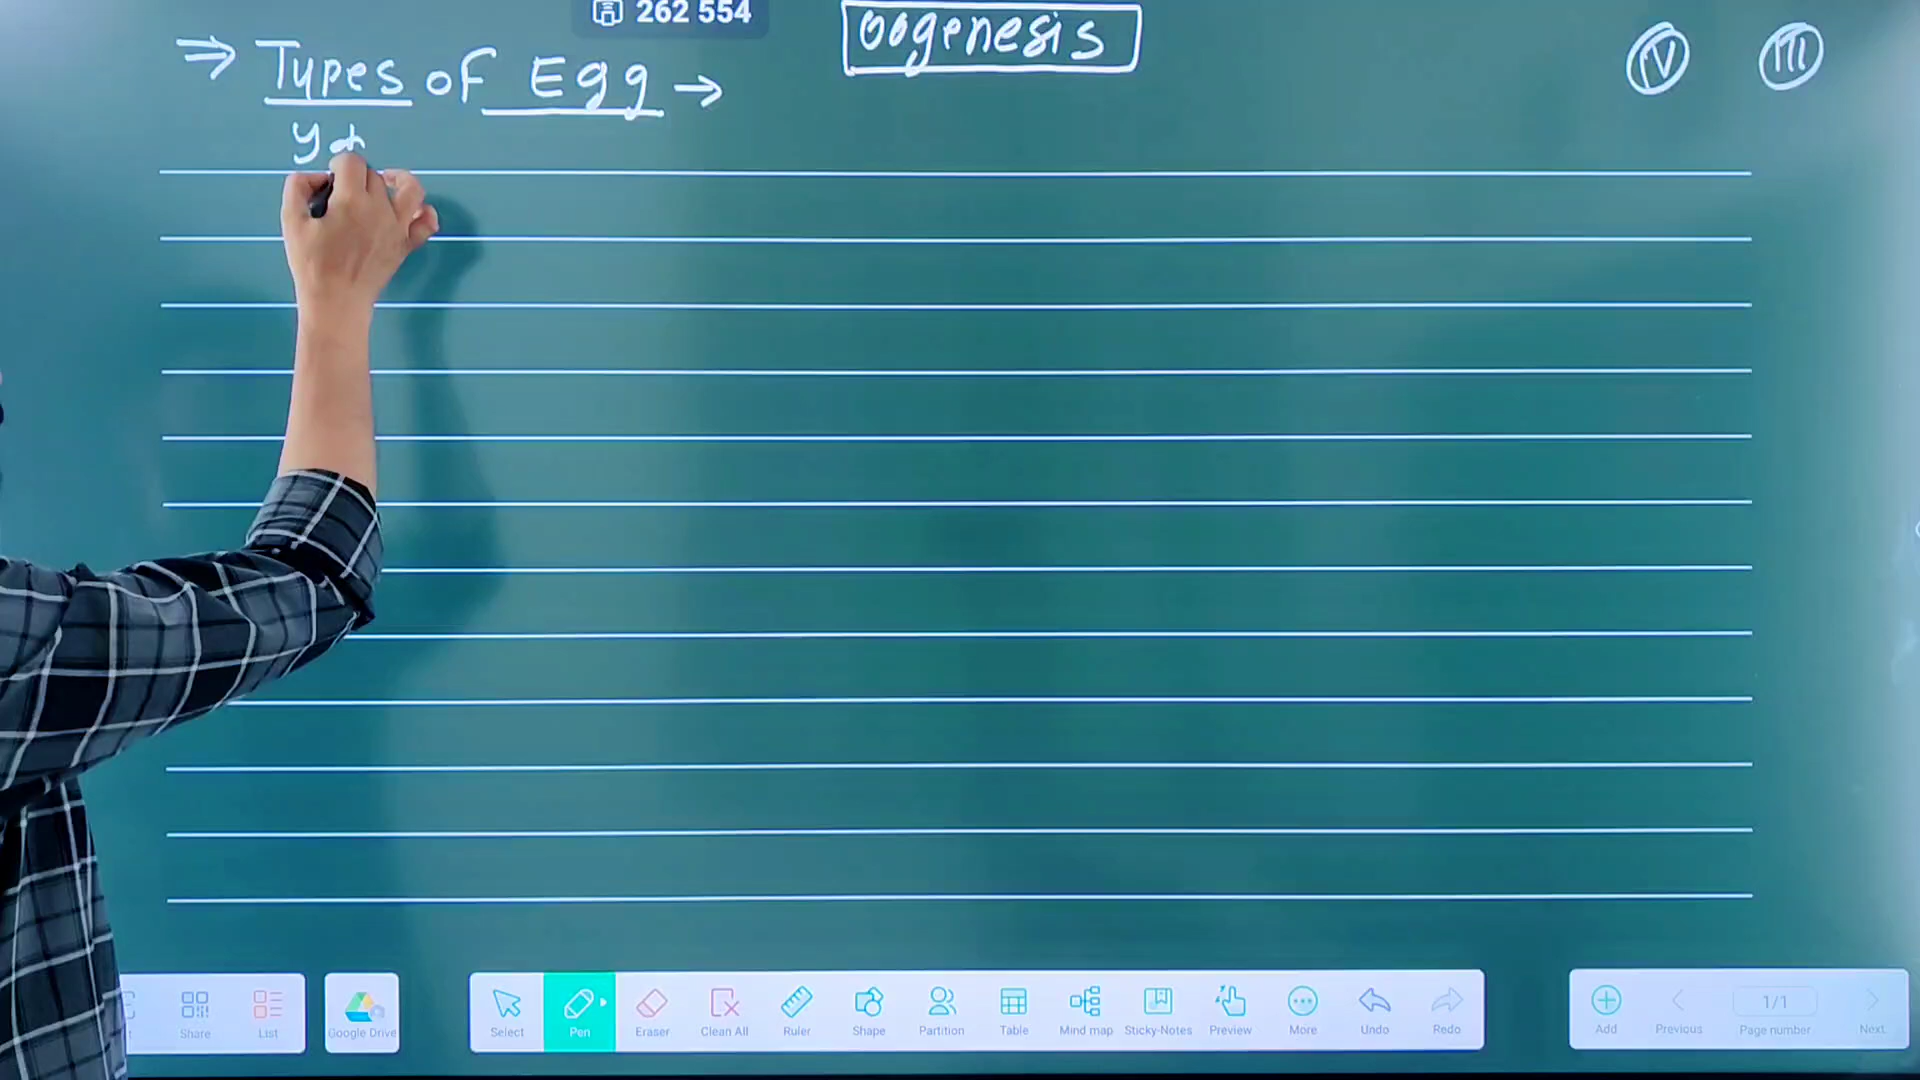 262 554
oogenesis
IV III
⇒ Types of Egg →
Share List Google Drive Select Pen Eraser Clean All Ruler Shape Partition Table Mind map Sticky-Notes Preview More Undo Redo Add Previous 1/1 Page number Next